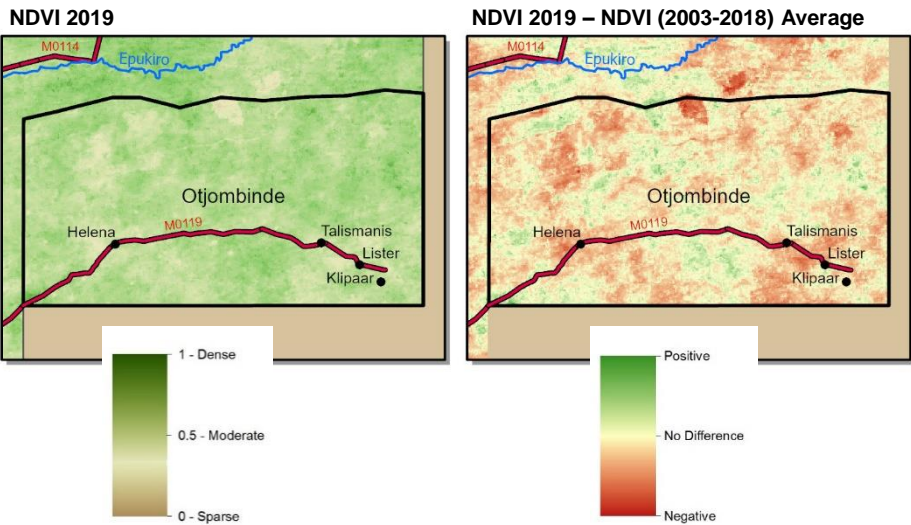 NDVI 2019
M0114
Epukiro
Otjombinde
M0119
Helena
Talismanis
Lister
Klipaar
1 - Dense
0.5 - Moderate
0 - Sparse
NDVI 2019 – NDVI (2003-2018) Average
M0114
Epukiro
Otjombinde
M0119
Helena
Talismanis
Lister
Klipaar
Positive
No Difference
Negative